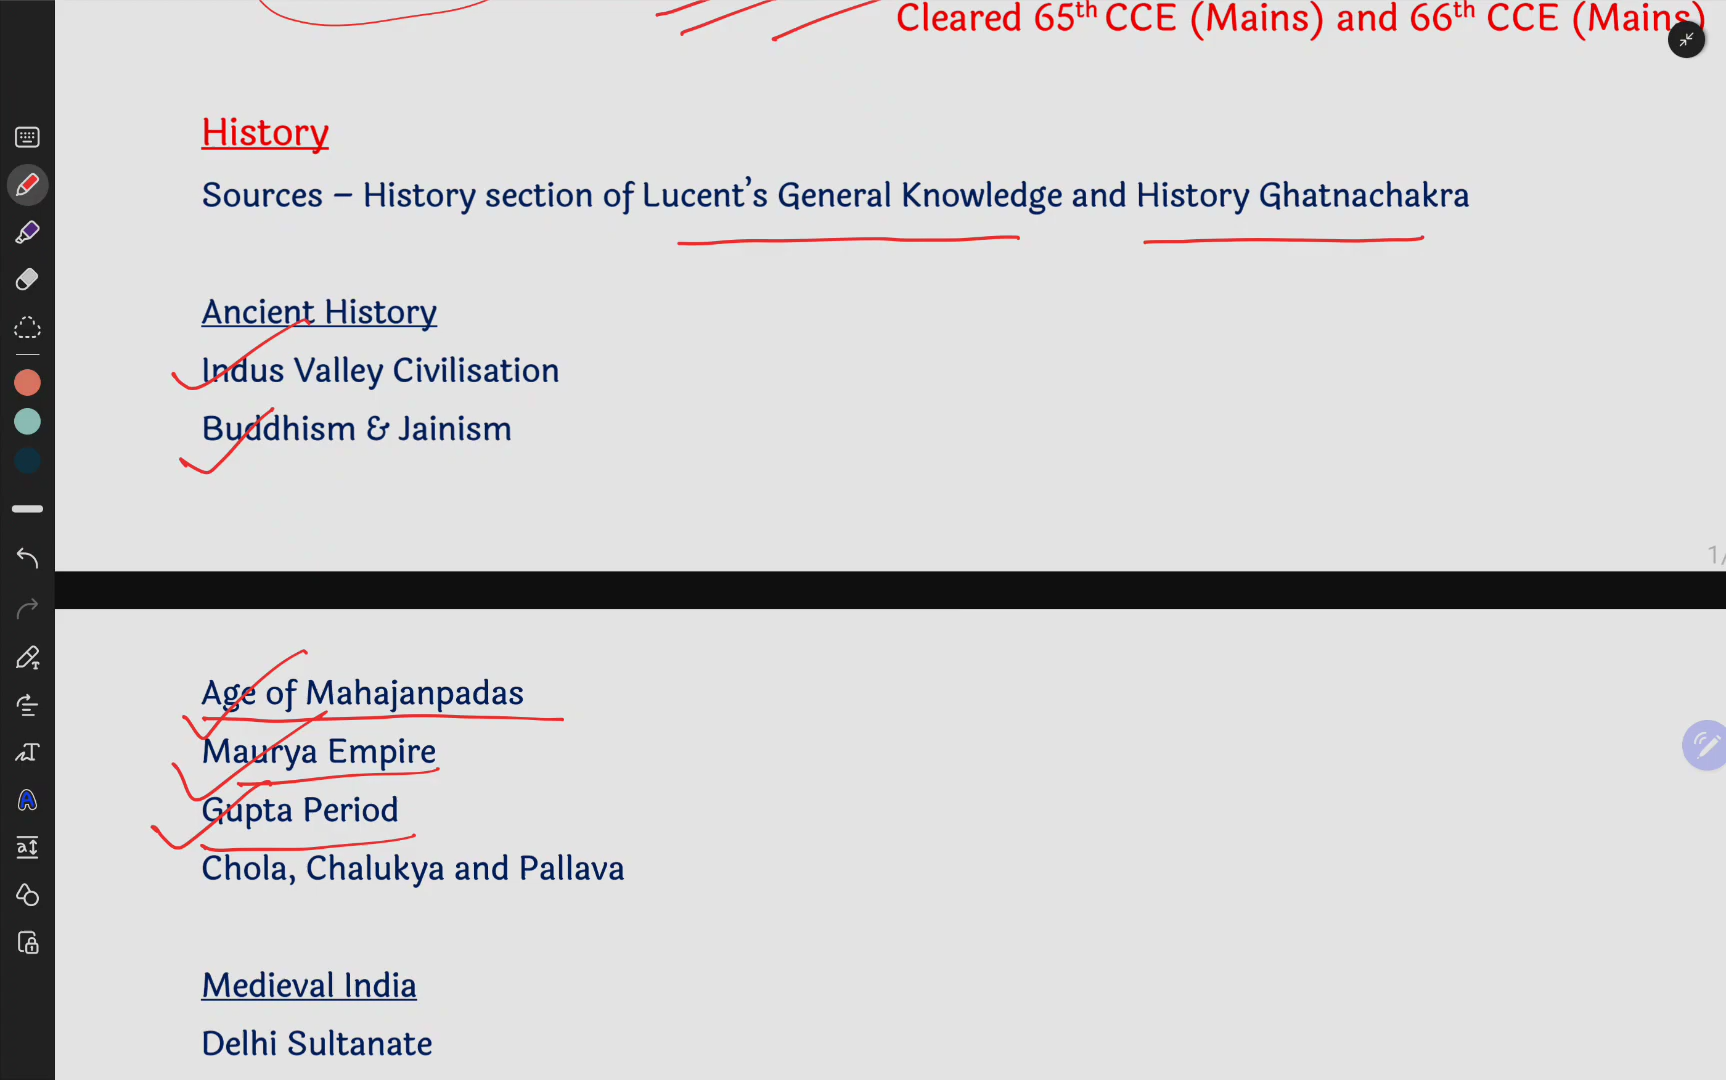 Cleared 65th CCE (Mains) and 66th CCE (Mains)
History
Sources – History section of Lucent's General Knowledge and History Ghatnachakra
Ancient History
Indus Valley Civilisation
Buddhism & Jainism
1/
Age of Mahajanpadas
Maurya Empire
Gupta Period
Chola, Chalukya and Pallava
Medieval India
Delhi Sultanate